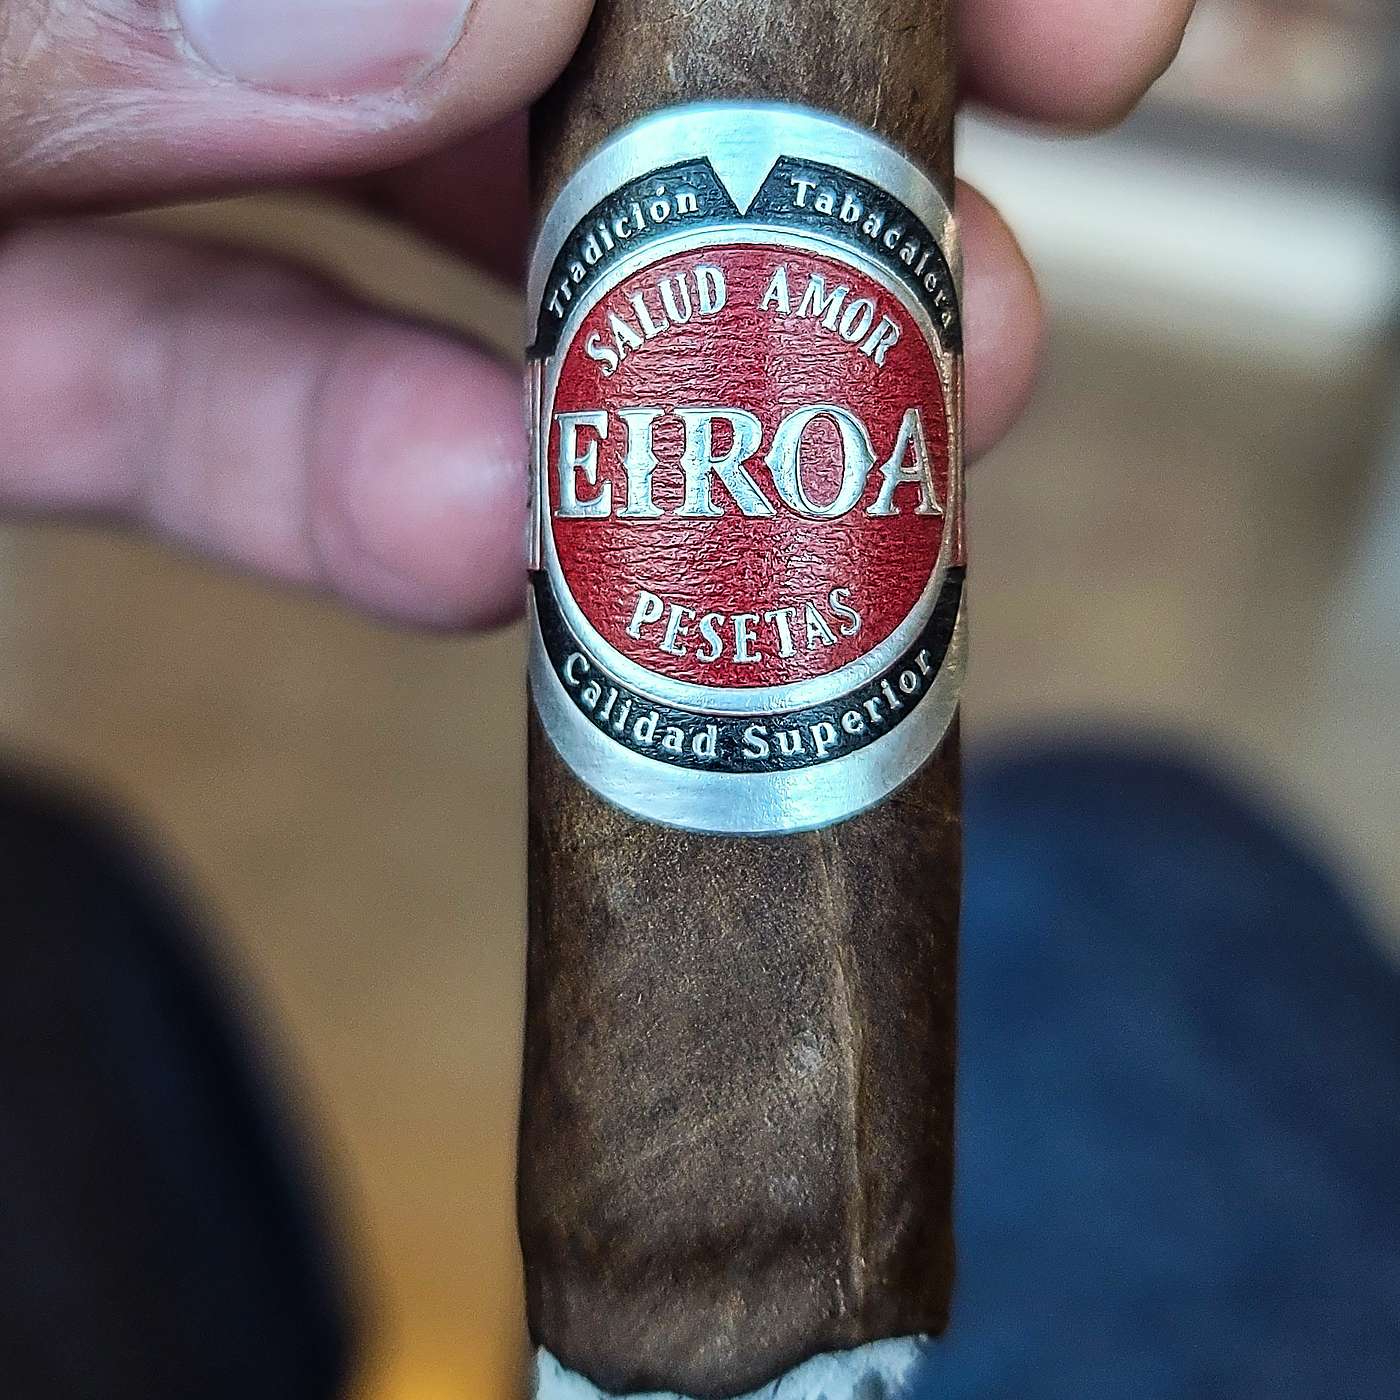 Tradición Tabacalera
SALUD AMOR
EIROA
PESETAS
Calidad Superior